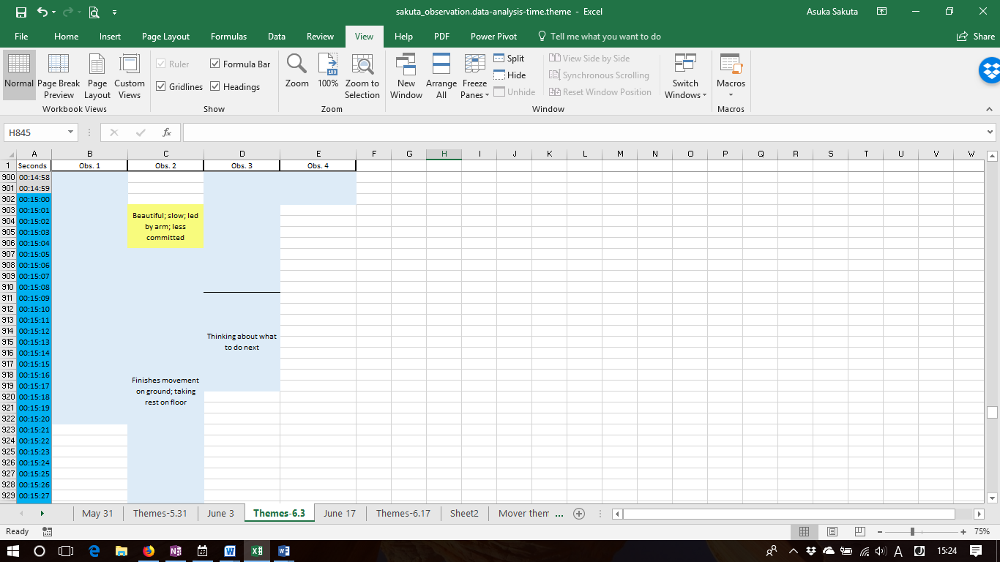 sakuta_observation.data-analysis-time.theme - Excel
Asuka Sakuta
File Home Insert Page Layout Formulas Data Review View Help PDF Power Pivot Tell me what you want to do Share
Normal
Page Break Preview
Page Layout
Custom Views
Workbook Views
Ruler
Formula Bar
Gridlines
Headings
Show
Zoom
100%
100
Zoom to Selection
Zoom
New Window
Arrange All
Freeze Panes
Split
Hide
Unhide
View Side by Side
Synchronous Scrolling
Reset Window Position
Switch Windows
Window
Macros
Macros
H845
fx
A B C D E F G H I J K L M N O P Q R S T U V W
1 Seconds Obs. 1 Obs. 2 Obs. 3 Obs. 4
900 00:14:58
901 00:14:59
902 00:15:00
903 00:15:01
904 00:15:02
905 00:15:03
906 00:15:04
907 00:15:05
908 00:15:06
909 00:15:07
910 00:15:08
911 00:15:09
912 00:15:10
913 00:15:11
914 00:15:12
915 00:15:13
916 00:15:14
917 00:15:15
918 00:15:16
919 00:15:17
920 00:15:18
921 00:15:19
922 00:15:20
923 00:15:21
924 00:15:22
925 00:15:23
926 00:15:24
927 00:15:25
928 00:15:26
929 00:15:27
Beautiful; slow; led
by arm; less
committed
Thinking about what
to do next
Finishes movement
on ground; taking
rest on floor
May 31 Themes-5.31 June 3 Themes-6.3 June 17 Themes-6.17 Sheet2 Mover them ...
Ready
75%
A
15:24